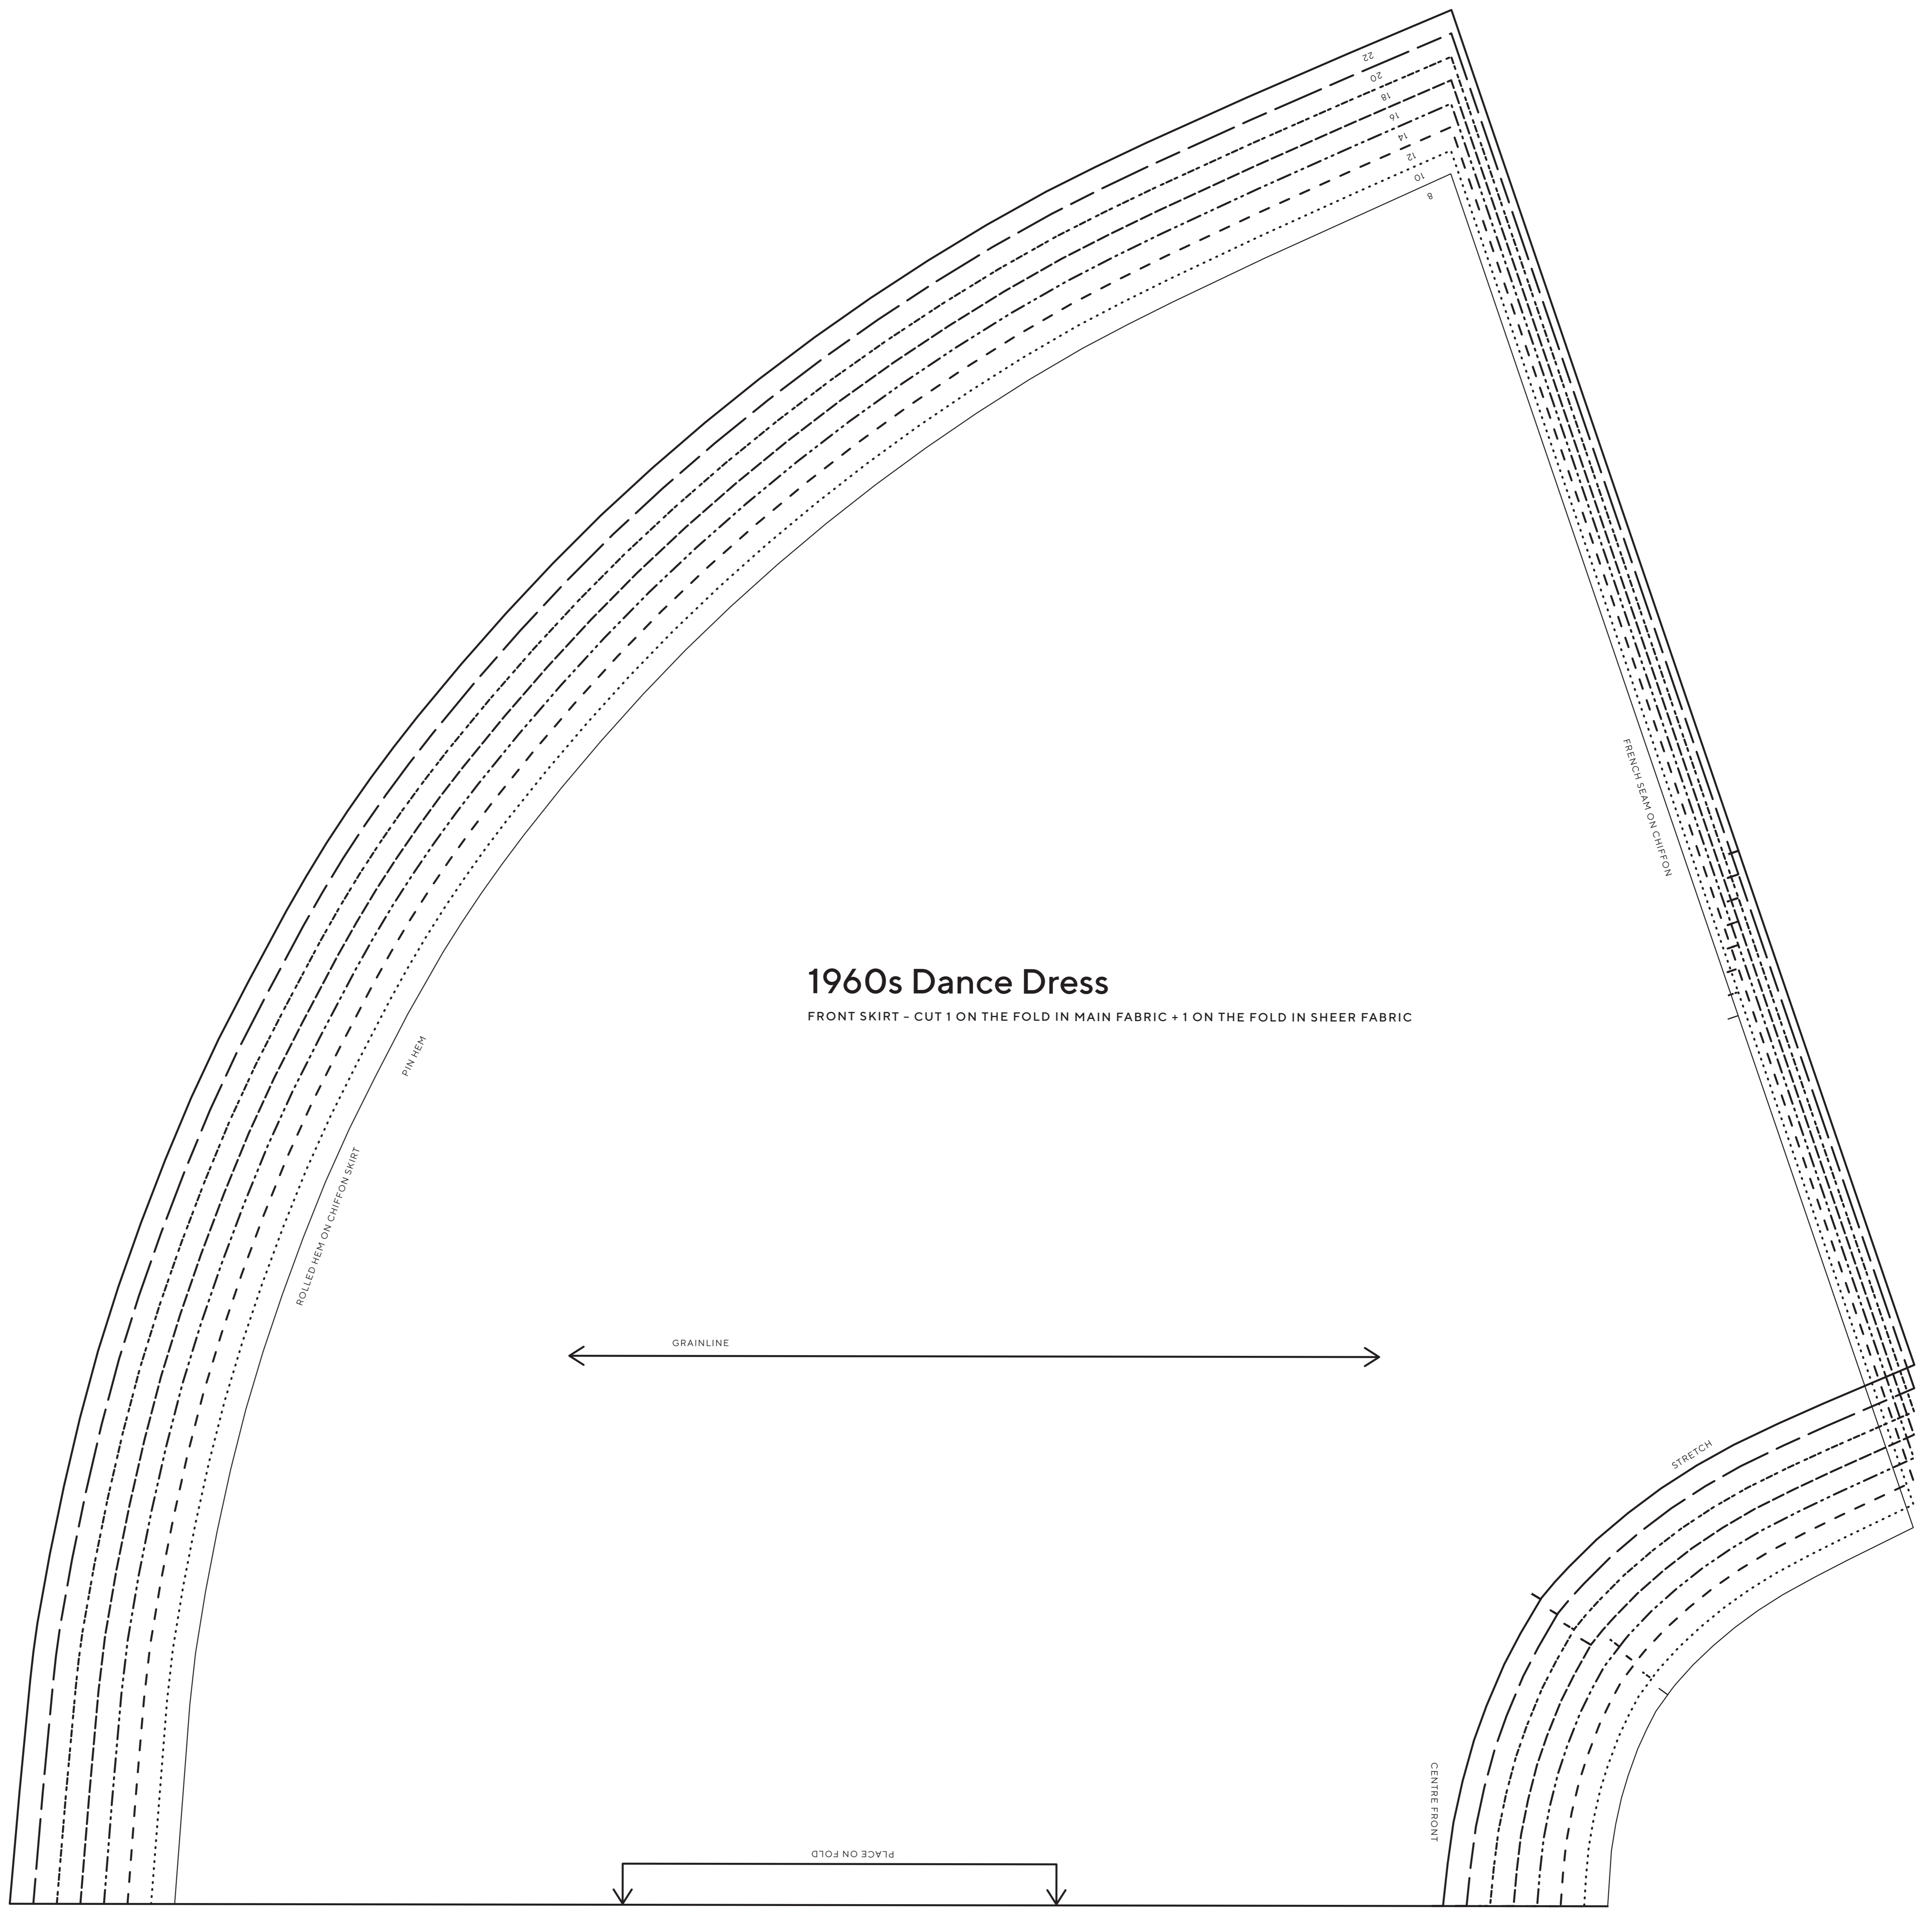 22
20
18
16
14
12
10
8
FRENCH SEAM ON CHIFFON
1960s Dance Dress
FRONT SKIRT – CUT 1 ON THE FOLD IN MAIN FABRIC + 1 ON THE FOLD IN SHEER FABRIC
PIN HEM
ROLLED HEM ON CHIFFON SKIRT
GRAINLINE
STRETCH
CENTRE FRONT
PLACE ON FOLD